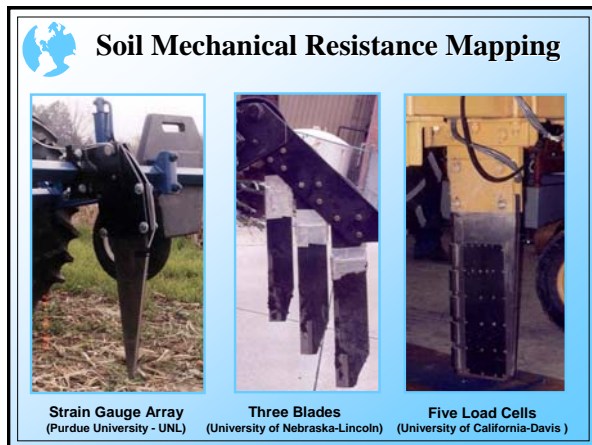 Soil Mechanical Resistance Mapping
Strain Gauge Array
(Purdue University - UNL)
Three Blades
(University of Nebraska-Lincoln)
Five Load Cells
(University of California-Davis )